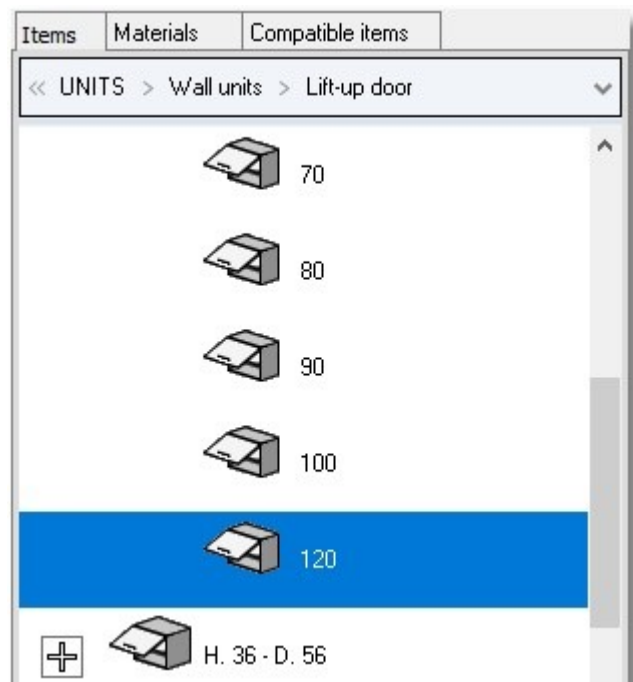 Items Materials Compatible items
« UNITS > Wall units > Lift-up door
70
80
90
100
120
H. 36 - D. 56